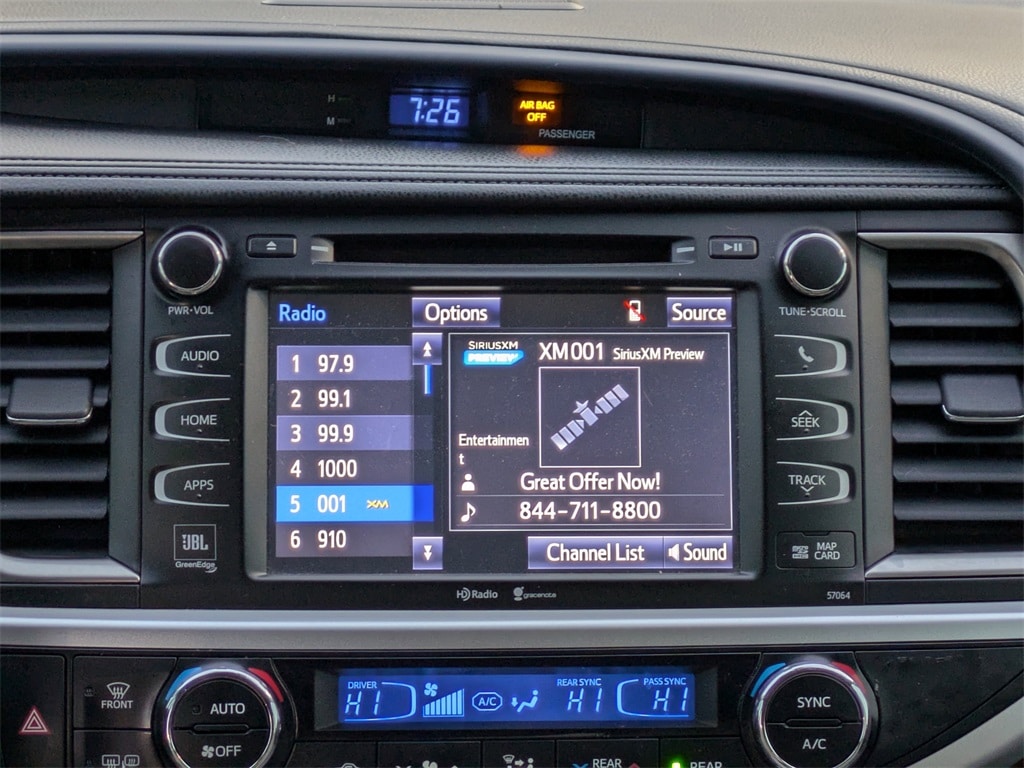 H
M
7:26
AIR BAG
OFF
PASSENGER
PWR•VOL
TUNE•SCROLL
AUDIO
HOME
APPS
JBL
GreenEdge
Radio
Options
Source
1 97.9
2 99.1
3 99.9
4 1000
5 001 XM
6 910
SIRIUSXM
PREVIEW
XM001 SiriusXM Preview
Entertainmen
t
Great Offer Now!
844-711-8800
Channel List
Sound
SEEK
TRACK
MAP
CARD
HD Radio
gracenote
57064
FRONT
AUTO
OFF
DRIVER
HI
A/C
REAR SYNC
HI
PASS SYNC
HI
SYNC
A/C
REAR
REAR